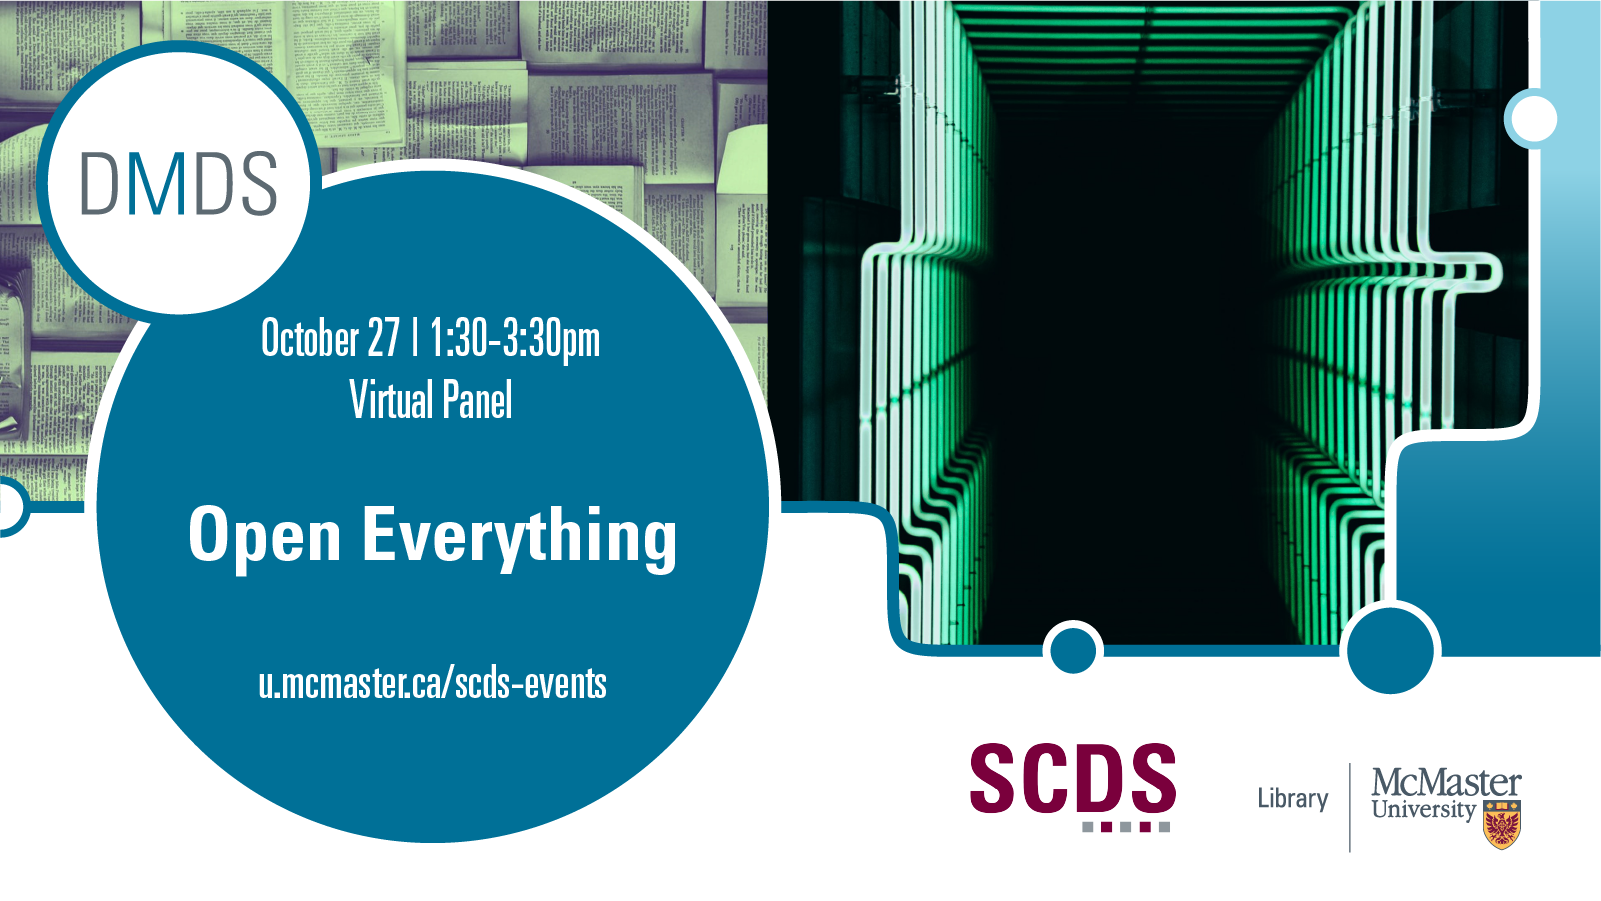 DMDS
October 27 | 1:30-3:30pm
Virtual Panel
Open Everything
u.mcmaster.ca/scds-events
SCDS
Library
McMaster
University